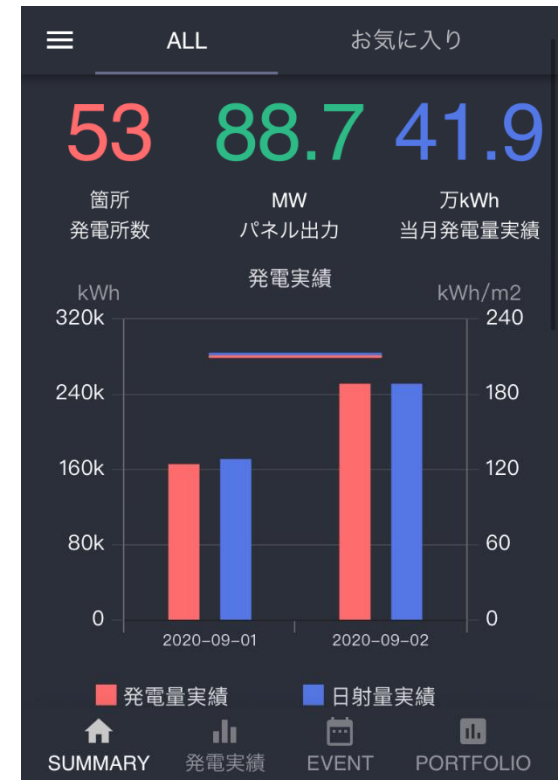 ALL お気に入り
53 88.7 41.9
箇所 MW 万kWh
発電所数 パネル出力 当月発電量実績
発電実績
kWh kWh/m2
320k 240
240k 180
160k 120
80k 60
0 0
2020-09-01 2020-09-02
発電量実績 日射量実績
SUMMARY 発電実績 EVENT PORTFOLIO